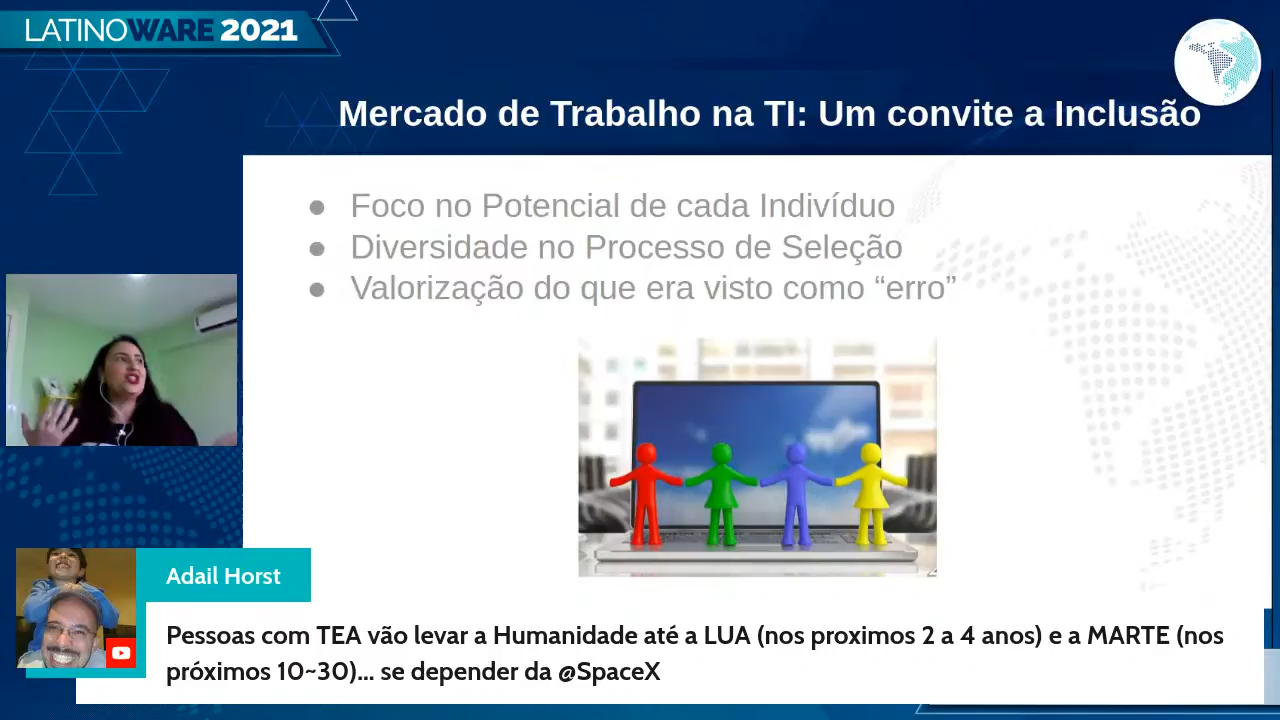 LATINOWARE 2021
Mercado de Trabalho na TI: Um convite a Inclusão
● Foco no Potencial de cada Indivíduo
● Diversidade no Processo de Seleção
● Valorização do que era visto como “erro”
Adail Horst
Pessoas com TEA vão levar a Humanidade até a LUA (nos proximos 2 a 4 anos) e a MARTE (nos
próximos 10~30)... se depender da @SpaceX